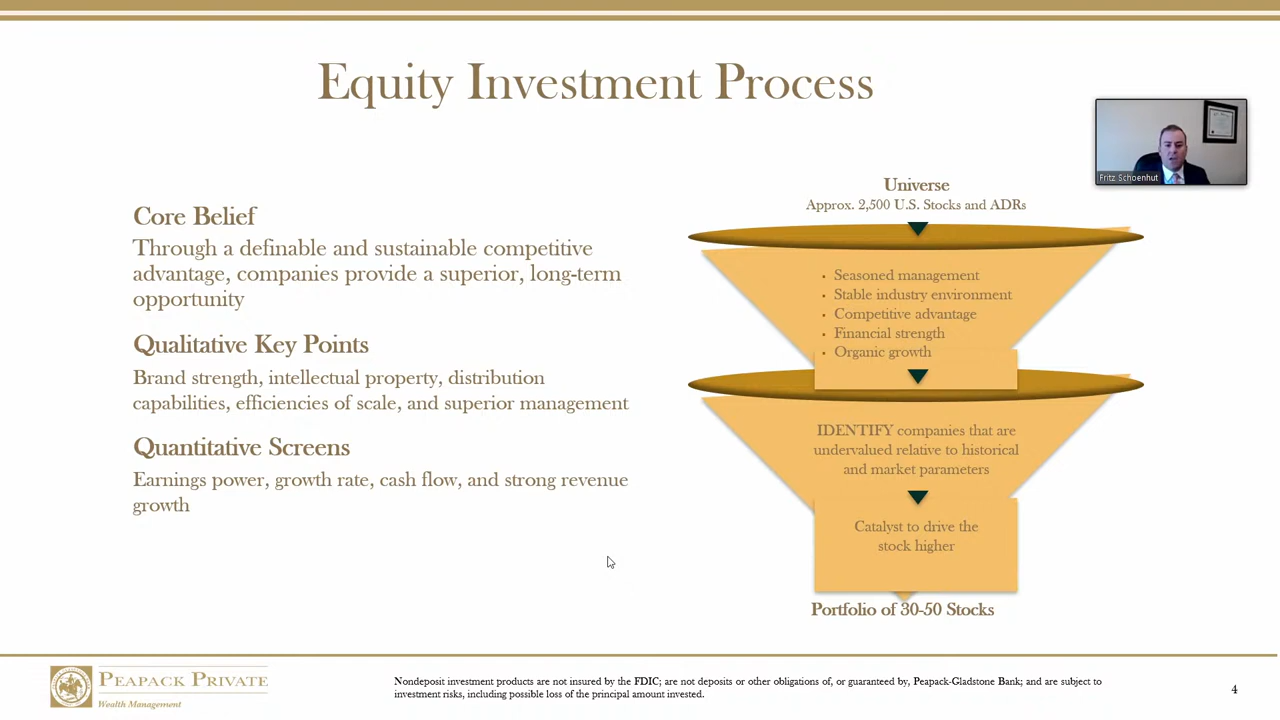 Equity Investment Process
Fritz Schoenhut
Core Belief
Through a definable and sustainable competitive
advantage, companies provide a superior, long-term
opportunity
Qualitative Key Points
Brand strength, intellectual property, distribution
capabilities, efficiencies of scale, and superior management
Quantitative Screens
Earnings power, growth rate, cash flow, and strong revenue
growth
Universe
Approx. 2,500 U.S. Stocks and ADRs
• Seasoned management
• Stable industry environment
• Competitive advantage
• Financial strength
• Organic growth
IDENTIFY companies that are
undervalued relative to historical
and market parameters
Catalyst to drive the
stock higher
Portfolio of 30-50 Stocks
PEAPACK PRIVATE
Wealth Management
Nondeposit investment products are not insured by the FDIC; are not deposits or other obligations of, or guaranteed by, Peapack-Gladstone Bank; and are subject to
investment risks, including possible loss of the principal amount invested.
4